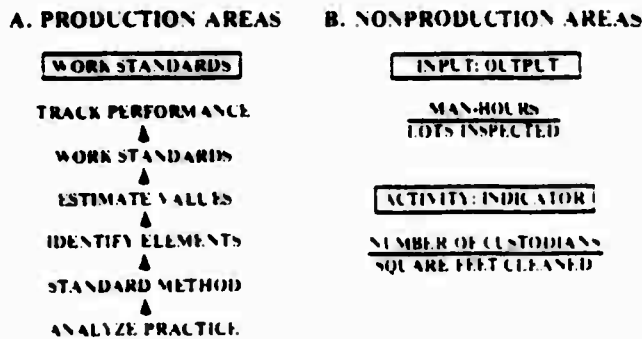 A. PRODUCTION AREAS
WORK STANDARDS
TRACK PERFORMANCE
WORK STANDARDS
ESTIMATE VALUES
IDENTIFY ELEMENTS
STANDARD METHOD
ANALYZE PRACTICE
B. NONPRODUCTION AREAS
INPUT: OUTPUT
MAN-HOURS
LOTS INSPECTED
ACTIVITY: INDICATOR
NUMBER OF CUSTODIANS
SQUARE FEET CLEANED